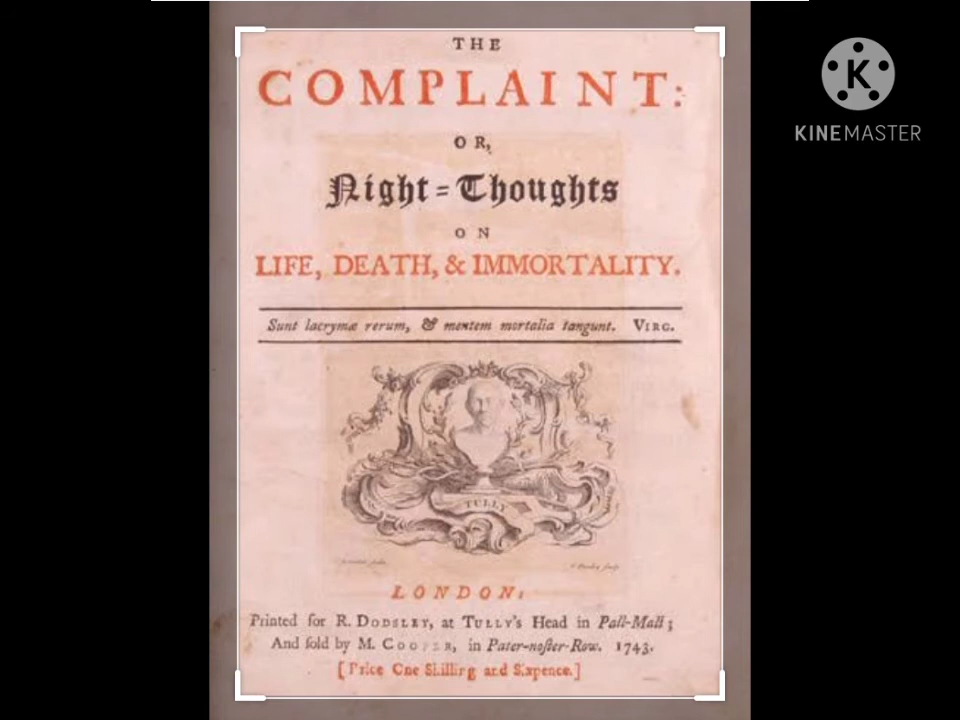 THE
COMPLAINT:
OR,
Night=Thoughts
ON
LIFE, DEATH, & IMMORTALITY.
Sunt lacrymæ rerum, & mentem mortalia tangunt. VIRG.
TULLY
LONDON:
Printed for R. DODSLEY, at TULLY's Head in Pall-Mall;
And ſold by M. COOPER, in Pater-noſter-Row. 1743.
[Price One Shilling and Sixpence.]
K
KINEMASTER